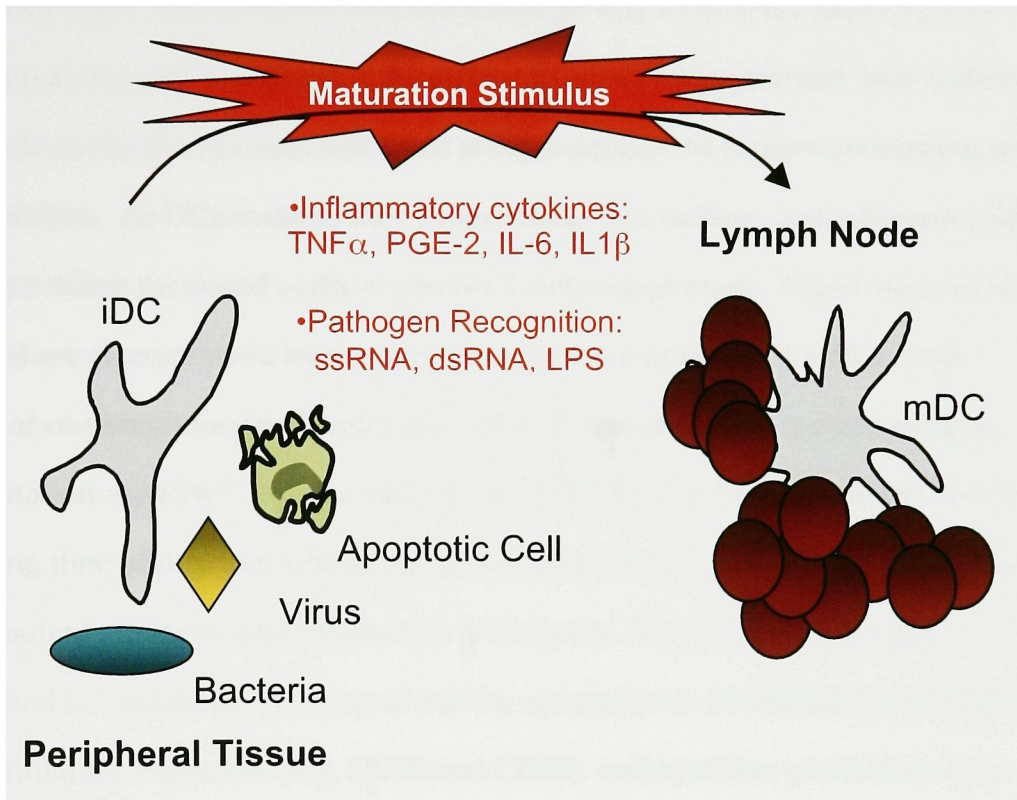 Maturation Stimulus
•Inflammatory cytokines:
TNFα, PGE-2, IL-6, IL1β
Lymph Node
iDC
•Pathogen Recognition:
ssRNA, dsRNA, LPS
mDC
Apoptotic Cell
Virus
Bacteria
Peripheral Tissue